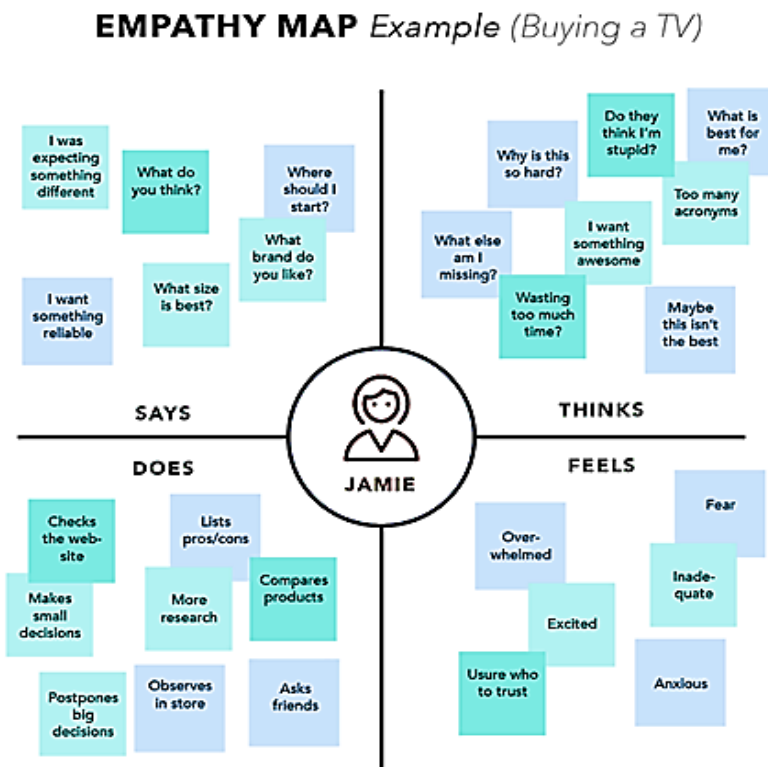 EMPATHY MAP Example (Buying a TV)
I was
expecting
something
different
What do
you think?
Where
should I
start?
What
brand do
you like?
What size
is best?
I want
something
reliable
SAYS
Why is this
so hard?
Do they
think I'm
stupid?
What is
best for
me?
Too many
acronyms
I want
something
awesome
What else
am I
missing?
Wasting
too much
time?
Maybe
this isn't
the best
THINKS
JAMIE
DOES
Checks
the web-
site
Lists
pros/cons
Makes
small
decisions
More
research
Compares
products
Postpones
big
decisions
Observes
in store
Asks
friends
FEELS
Over-
whelmed
Fear
Inade-
quate
Excited
Usure who
to trust
Anxious